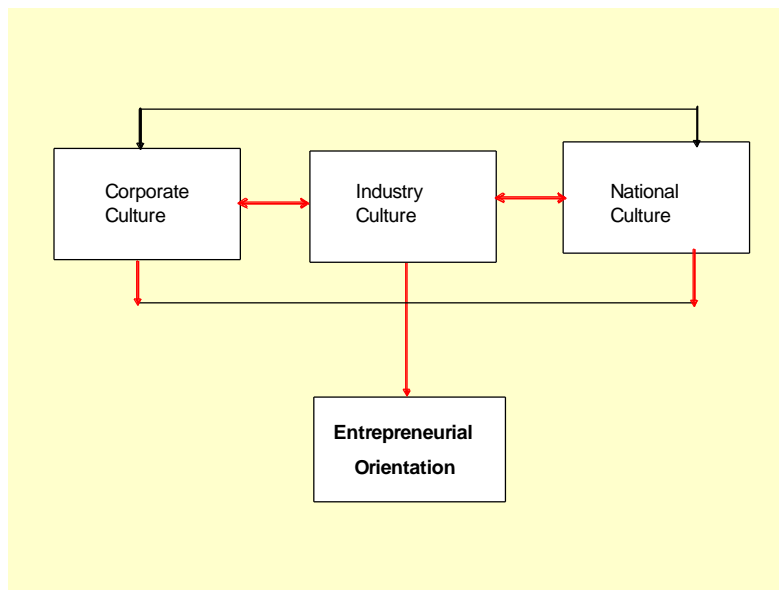 Corporate
Culture
Industry
Culture
National
Culture
Entrepreneurial
Orientation